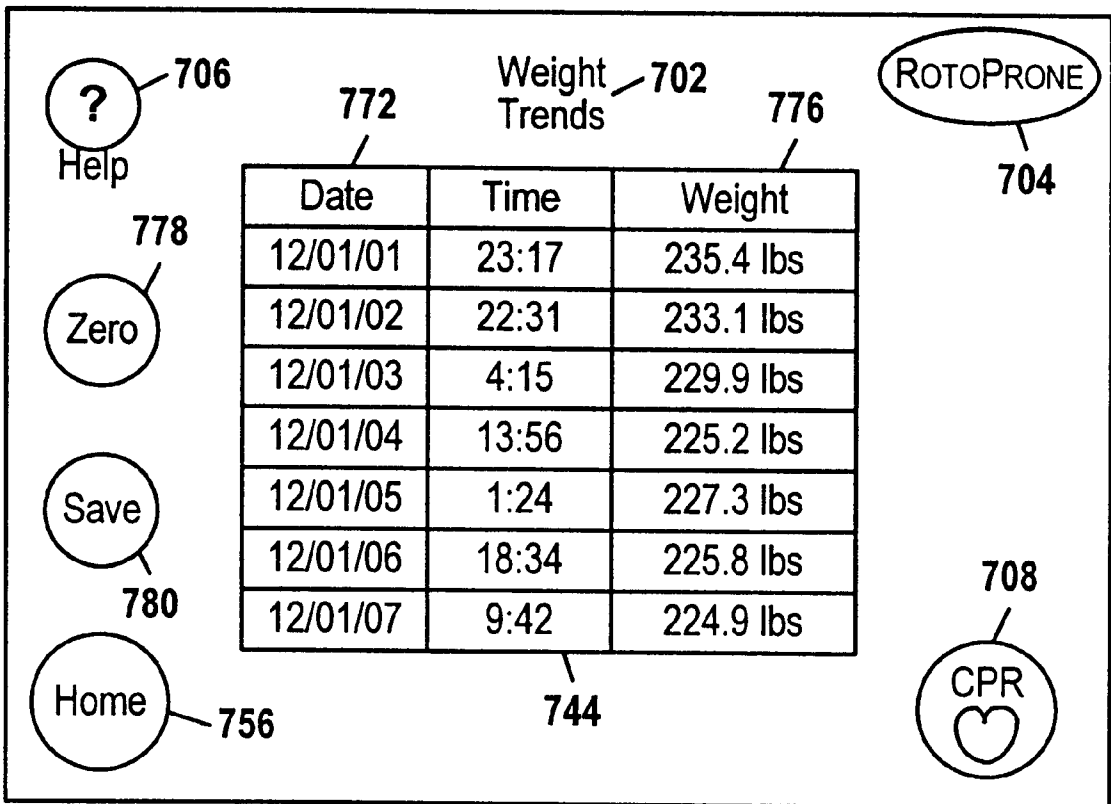 ?
Help
706
Weight
Trends
702
ROTOPRONE
704
772
776
Date Time Weight
12/01/01 23:17 235.4 lbs
12/01/02 22:31 233.1 lbs
12/01/03 4:15 229.9 lbs
12/01/04 13:56 225.2 lbs
12/01/05 1:24 227.3 lbs
12/01/06 18:34 225.8 lbs
12/01/07 9:42 224.9 lbs
744
778
Zero
Save
780
Home
756
708
CPR